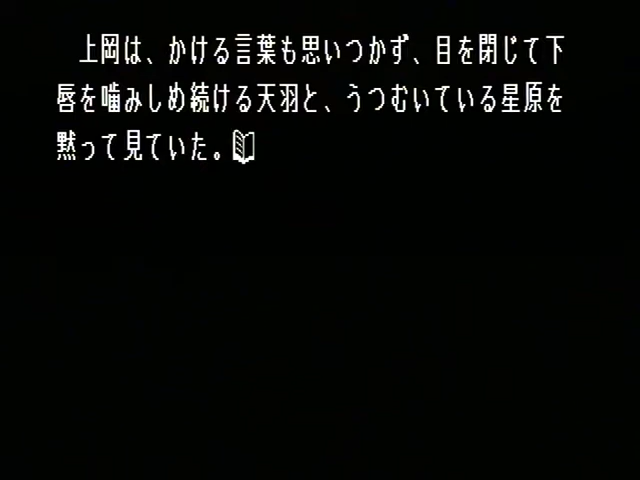 上岡は、かける言葉も思いつかず、目を閉じて下
唇を噛みしめ続ける天羽と、うつむいている星原を
黙って見ていた。